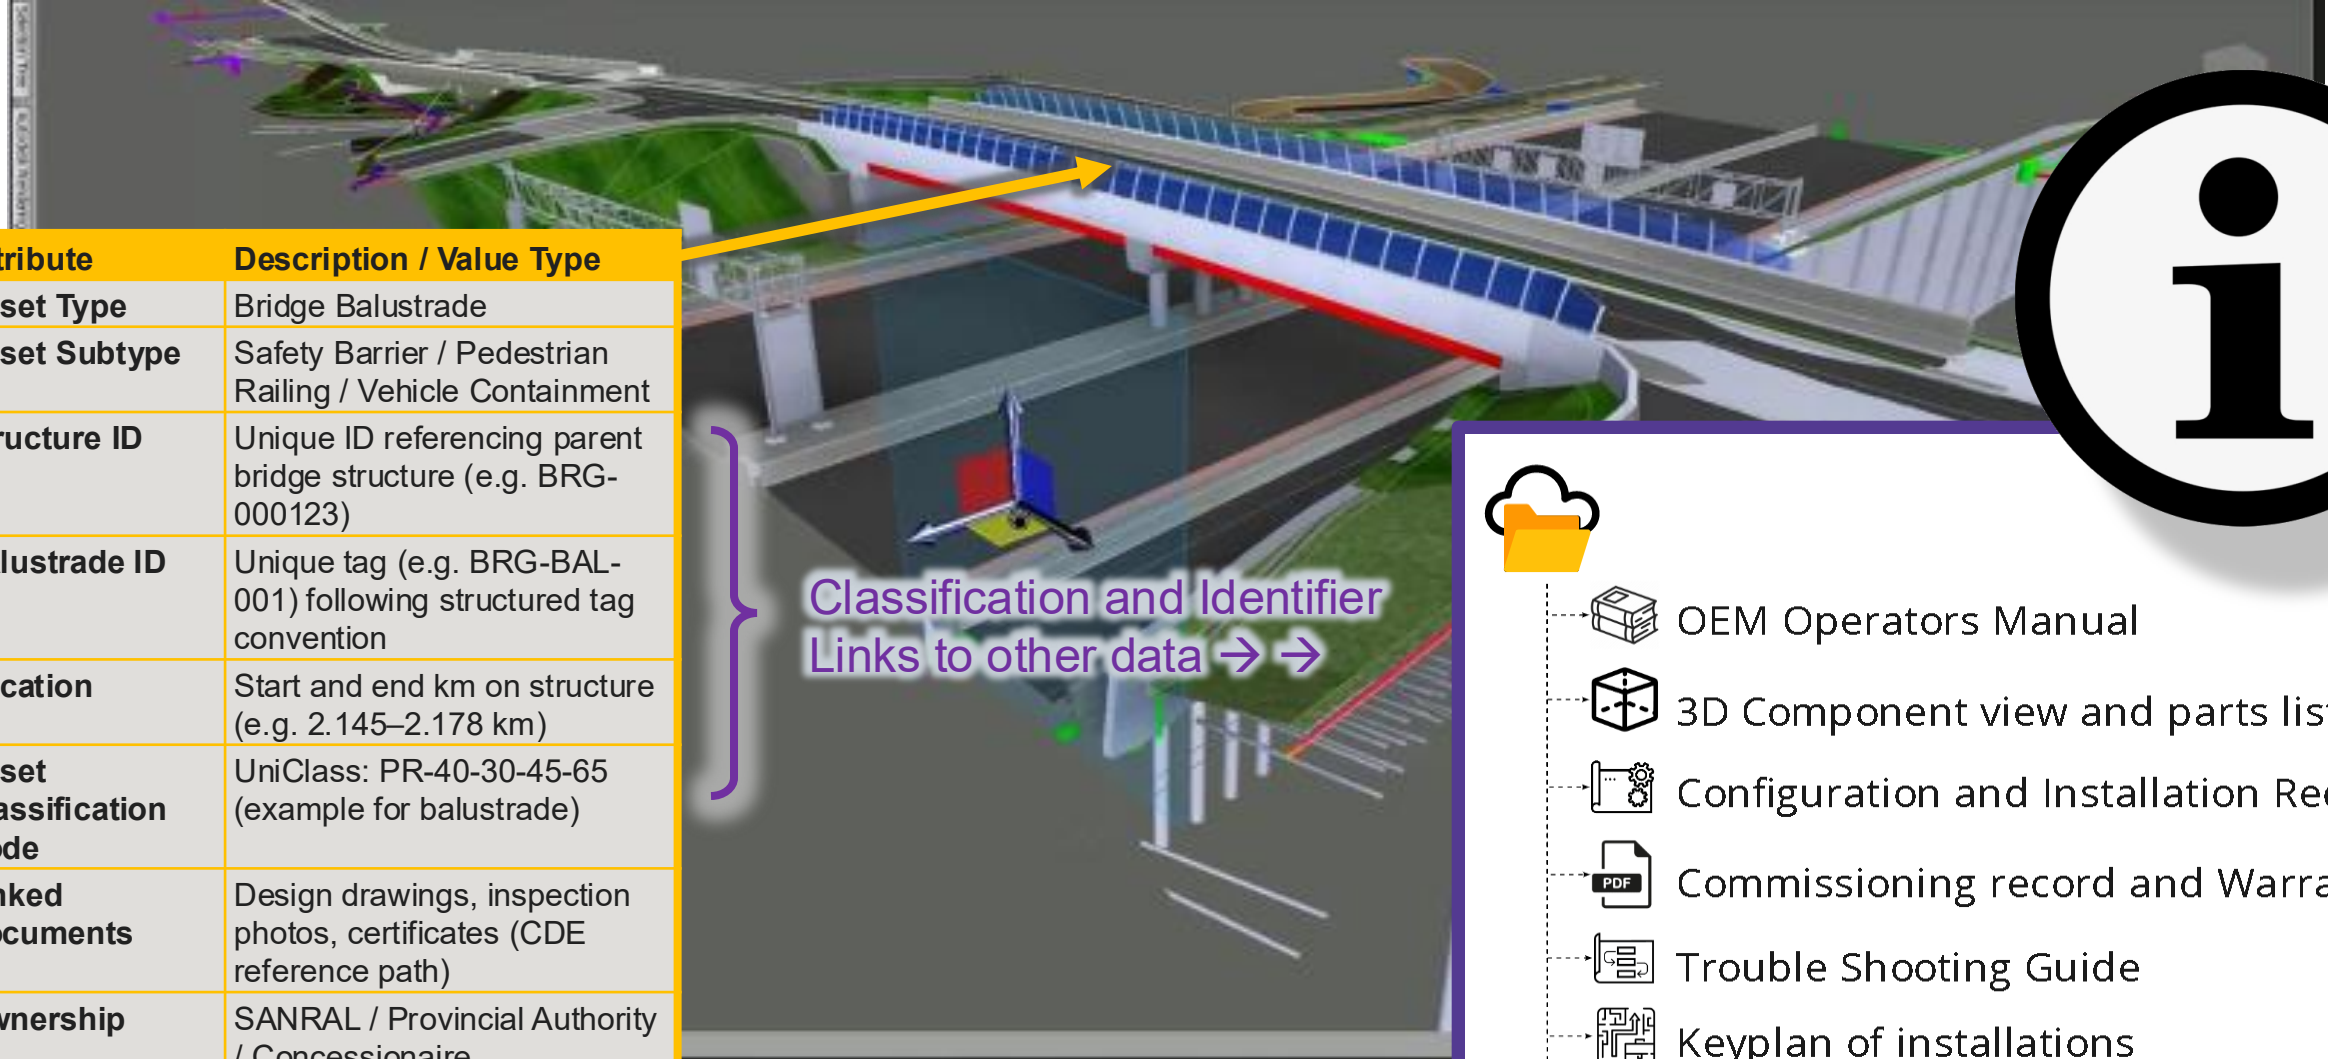 tribute Description / Value Type
set Type Bridge Balustrade
set Subtype Safety Barrier / Pedestrian
Railing / Vehicle Containment
ructure ID Unique ID referencing parent
bridge structure (e.g. BRG-
000123)
lustrade ID Unique tag (e.g. BRG-BAL-
001) following structured tag
convention
cation Start and end km on structure
(e.g. 2.145–2.178 km)
set UniClass: PR-40-30-45-65
assification (example for balustrade)
de
nked Design drawings, inspection
ocuments photos, certificates (CDE
reference path)
wnership SANRAL / Provincial Authority
/ Concessionaire
Classification and Identifier
Links to other data → →
i
OEM Operators Manual
3D Component view and parts list
Configuration and Installation Rec
PDF
Commissioning record and Warra
Trouble Shooting Guide
Keyplan of installations